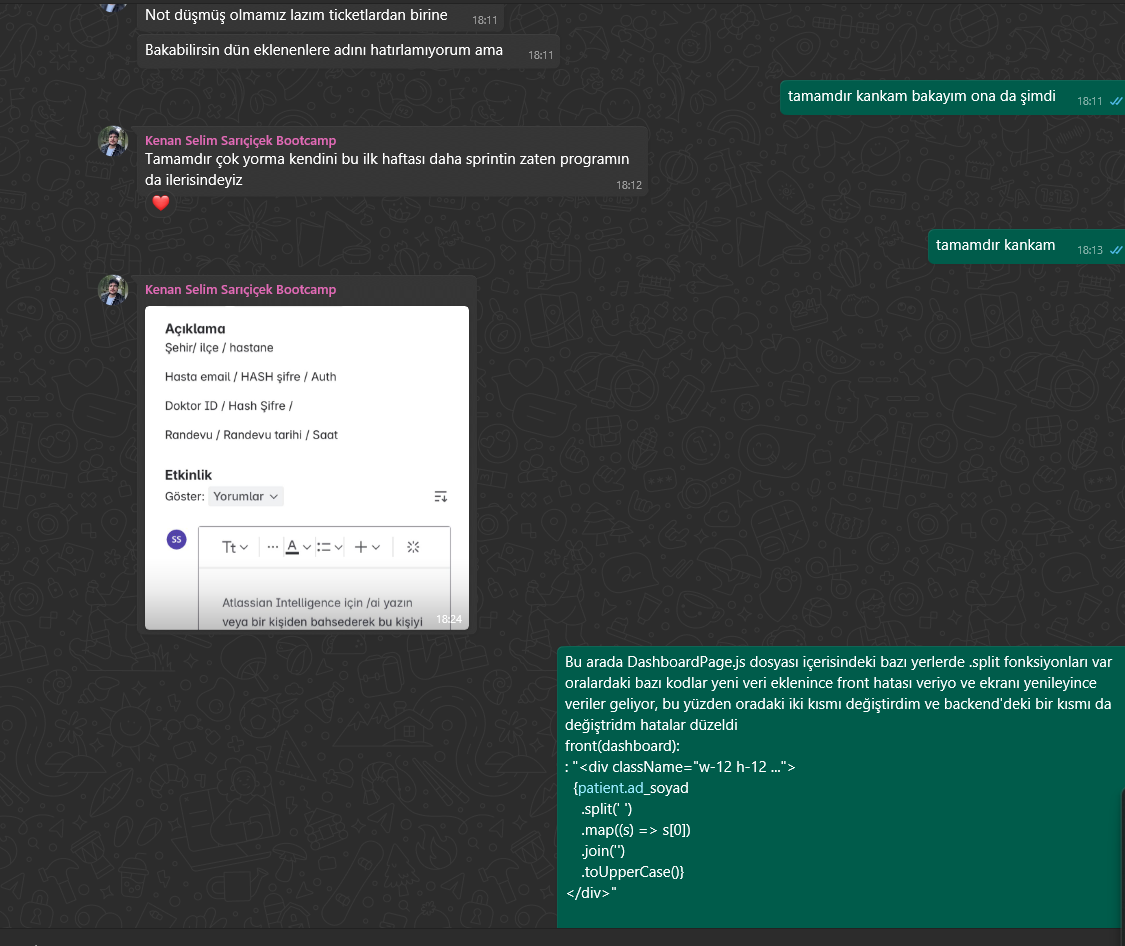 Not düşmüş olmamız lazım ticketlardan birine
18:11
Bakabilirsin dün eklenenlere adını hatırlamıyorum ama
18:11
tamamdır kankam bakayım ona da şimdi
18:11
Kenan Selim Sarıçiçek Bootcamp
Tamamdır çok yorma kendini bu ilk haftası daha sprintin zaten programın
da ilerisindeyiz
18:12
tamamdır kankam
18:13
Kenan Selim Sarıçiçek Bootcamp
Açıklama
Şehir/ ilçe / hastane
Hasta email / HASH şifre / Auth
Doktor ID / Hash Şifre /
Randevu / Randevu tarihi / Saat
Etkinlik
Göster: Yorumlar
SS
Tt ... A
Atlassian Intelligence için /ai yazın
veya bir kişiden bahsederek bu kişiyi
18:24
Bu arada DashboardPage.js dosyası içerisindeki bazı yerlerde .split fonksiyonları var
oralardaki bazı kodlar yeni veri eklenince front hatası veriyo ve ekranı yenileyince
veriler geliyor, bu yüzden oradaki iki kısmı değiştirdim ve backend'deki bir kısmı da
değiştridm hatalar düzeldi
front(dashboard):
: "<div className="w-12 h-12 ...">
{patient.ad_soyad
.split(' ')
.map((s) => s[0])
.join('')
.toUpperCase()}
</div>"